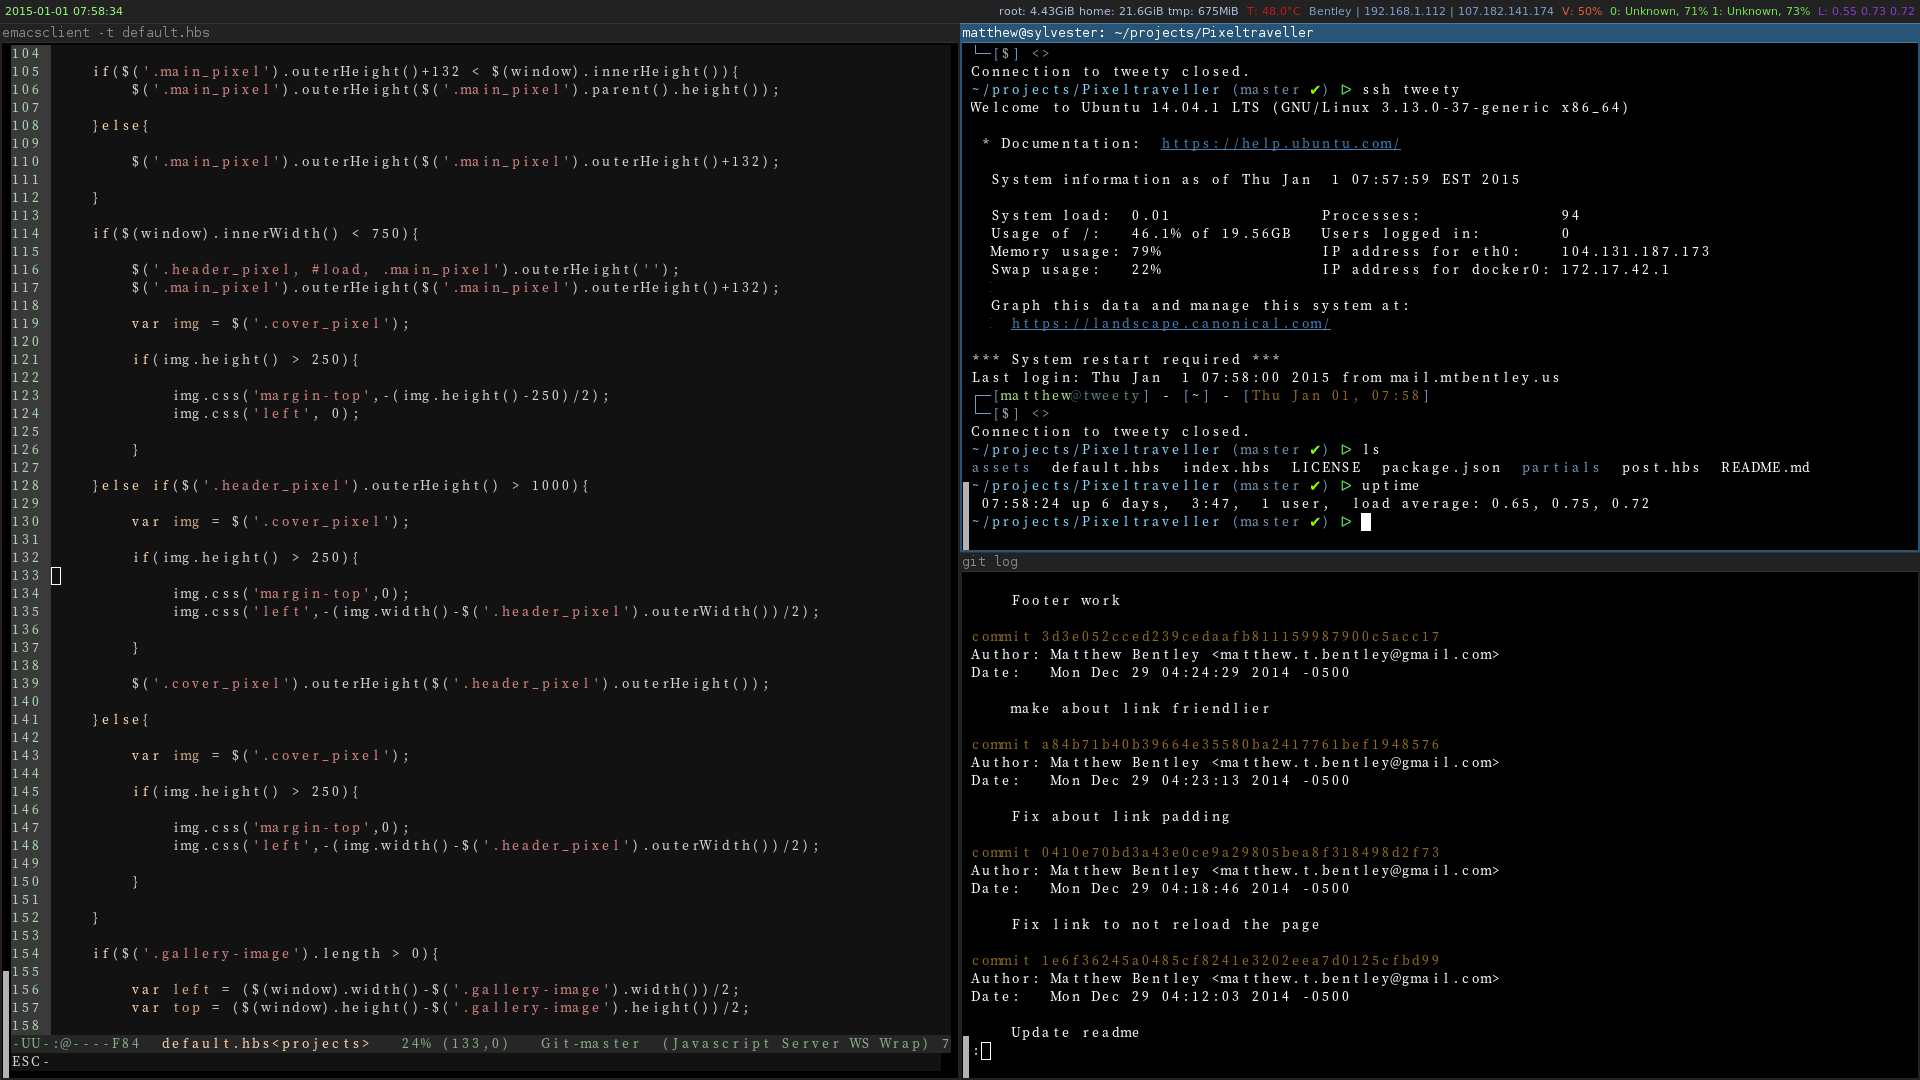 2015-01-01 07:58:34
root: 4.43GiB home: 21.6GiB tmp: 675MiB T: 48.0°C Bentley | 192.168.1.112 | 107.182.141.174 V: 50% 0: Unknown, 71% 1: Unknown, 73% L: 0.55 0.73 0.72
emacsclient -t default.hbs
104
105 if($('.main_pixel').outerHeight()+132 < $(window).innerHeight()){
106 $('.main_pixel').outerHeight($('.main_pixel').parent().height());
107
108 }else{
109
110 $('.main_pixel').outerHeight($('.main_pixel').outerHeight()+132);
111
112 }
113
114 if($(window).innerWidth() < 750){
115
116 $('.header_pixel, #load, .main_pixel').outerHeight('');
117 $('.main_pixel').outerHeight($('.main_pixel').outerHeight()+132);
118
119 var img = $('.cover_pixel');
120
121 if(img.height() > 250){
122
123 img.css('margin-top',-(img.height()-250)/2);
124 img.css('left', 0);
125
126 }
127
128 }else if($('.header_pixel').outerHeight() > 1000){
129
130 var img = $('.cover_pixel');
131
132 if(img.height() > 250){
133
134 img.css('margin-top',0);
135 img.css('left',-(img.width()-$('.header_pixel').outerWidth())/2);
136
137 }
138
139 $('.cover_pixel').outerHeight($('.header_pixel').outerHeight());
140
141 }else{
142
143 var img = $('.cover_pixel');
144
145 if(img.height() > 250){
146
147 img.css('margin-top',0);
148 img.css('left',-(img.width()-$('.header_pixel').outerWidth())/2);
149
150 }
151
152 }
153
154 if($('.gallery-image').length > 0){
155
156 var left = ($(window).width()-$('.gallery-image').width())/2;
157 var top = ($(window).height()-$('.gallery-image').height())/2;
158
-UU-:@----F84 default.hbs<projects> 24% (133,0) Git-master (Javascript Server WS Wrap) 7
ESC-
matthew@sylvester: ~/projects/Pixeltraveller
└─[$] <>
Connection to tweety closed.
~/projects/Pixeltraveller (master ✔) ▷ ssh tweety
Welcome to Ubuntu 14.04.1 LTS (GNU/Linux 3.13.0-37-generic x86_64)
* Documentation: https://help.ubuntu.com/
System information as of Thu Jan 1 07:57:59 EST 2015
System load: 0.01 Processes: 94
Usage of /: 46.1% of 19.56GB Users logged in: 0
Memory usage: 79% IP address for eth0: 104.131.187.173
Swap usage: 22% IP address for docker0: 172.17.42.1
Graph this data and manage this system at:
https://landscape.canonical.com/
*** System restart required ***
Last login: Thu Jan 1 07:58:00 2015 from mail.mtbentley.us
┌─[matthew@tweety] - [~] - [Thu Jan 01, 07:58]
└─[$] <>
Connection to tweety closed.
~/projects/Pixeltraveller (master ✔) ▷ ls
assets default.hbs index.hbs LICENSE package.json partials post.hbs README.md
~/projects/Pixeltraveller (master ✔) ▷ uptime
07:58:24 up 6 days, 3:47, 1 user, load average: 0.65, 0.75, 0.72
~/projects/Pixeltraveller (master ✔) ▷
git log
Footer work
commit 3d3e052cced239cedaafb811159987900c5acc17
Author: Matthew Bentley <matthew.t.bentley@gmail.com>
Date: Mon Dec 29 04:24:29 2014 -0500
make about link friendlier
commit a84b71b40b39664e35580ba2417761bef1948576
Author: Matthew Bentley <matthew.t.bentley@gmail.com>
Date: Mon Dec 29 04:23:13 2014 -0500
Fix about link padding
commit 0410e70bd3a43e0ce9a29805bea8f318498d2f73
Author: Matthew Bentley <matthew.t.bentley@gmail.com>
Date: Mon Dec 29 04:18:46 2014 -0500
Fix link to not reload the page
commit 1e6f36245a0485cf8241e3202eea7d0125cfbd99
Author: Matthew Bentley <matthew.t.bentley@gmail.com>
Date: Mon Dec 29 04:12:03 2014 -0500
Update readme
: